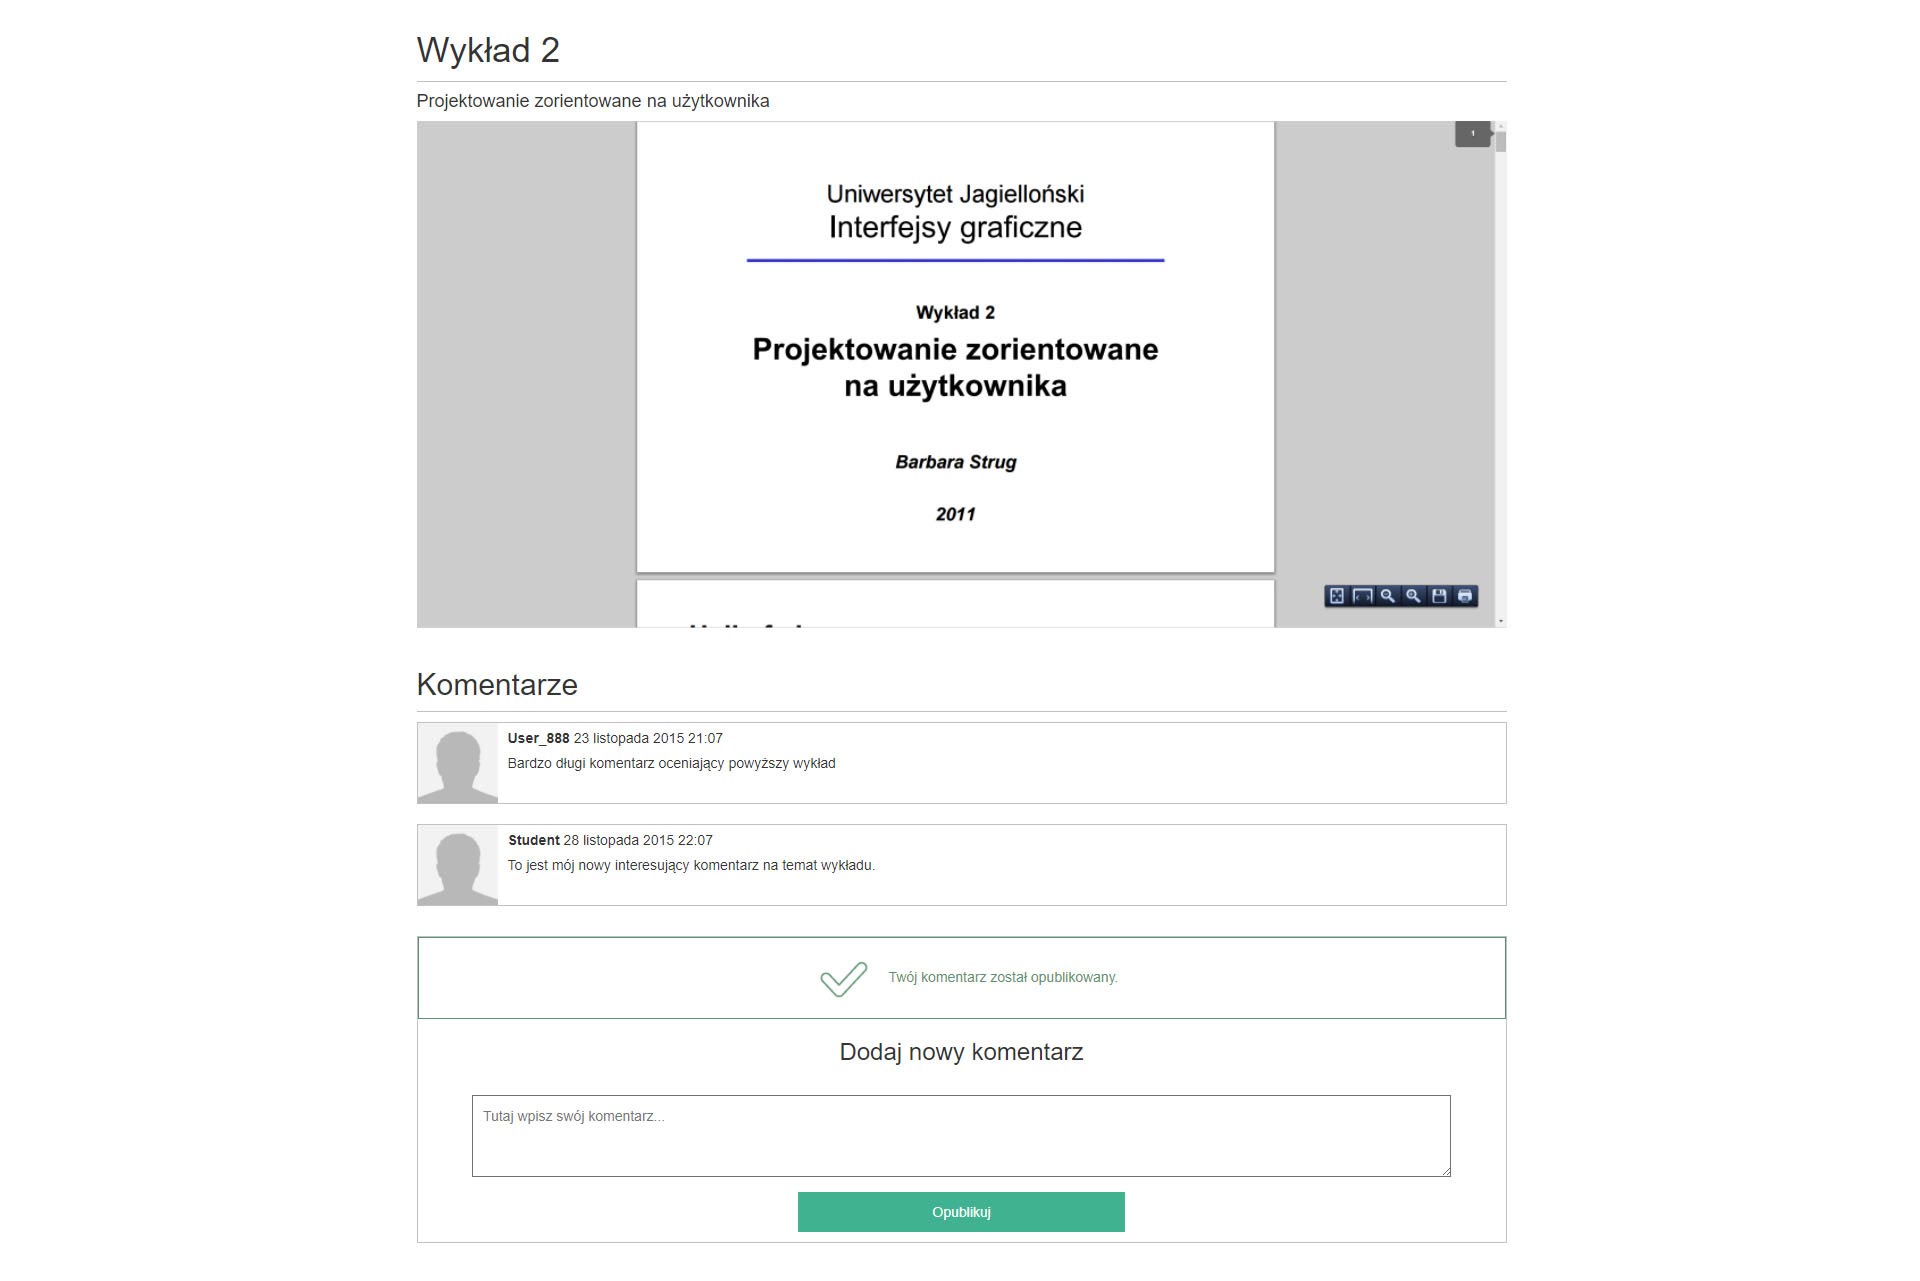 Wykład 2
Projektowanie zorientowane na użytkownika
1
Uniwersytet Jagielloński
Interfejsy graficzne
Wykład 2
Projektowanie zorientowane
na użytkownika
Barbara Strug
2011
Komentarze
User_888 23 listopada 2015 21:07
Bardzo długi komentarz oceniający powyższy wykład
Student 28 listopada 2015 22:07
To jest mój nowy interesujący komentarz na temat wykładu.
Twój komentarz został opublikowany.
Dodaj nowy komentarz
Tutaj wpisz swój komentarz...
Opublikuj